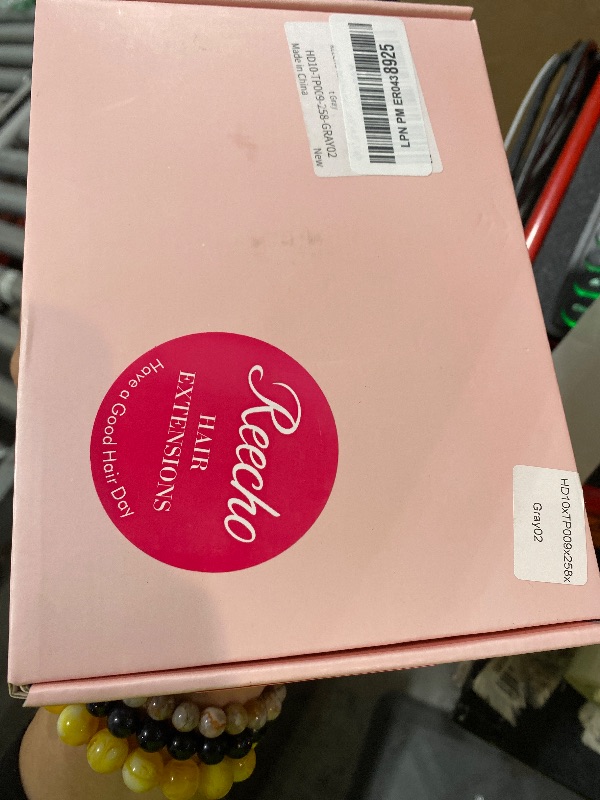 HD10-TP009-258-GRAY02
New
Made in China
LPN PM ER0438925
Reecho
HAIR
EXTENSIONS
Have a Good Hair Day
HD10xTP009x258x
Gray02